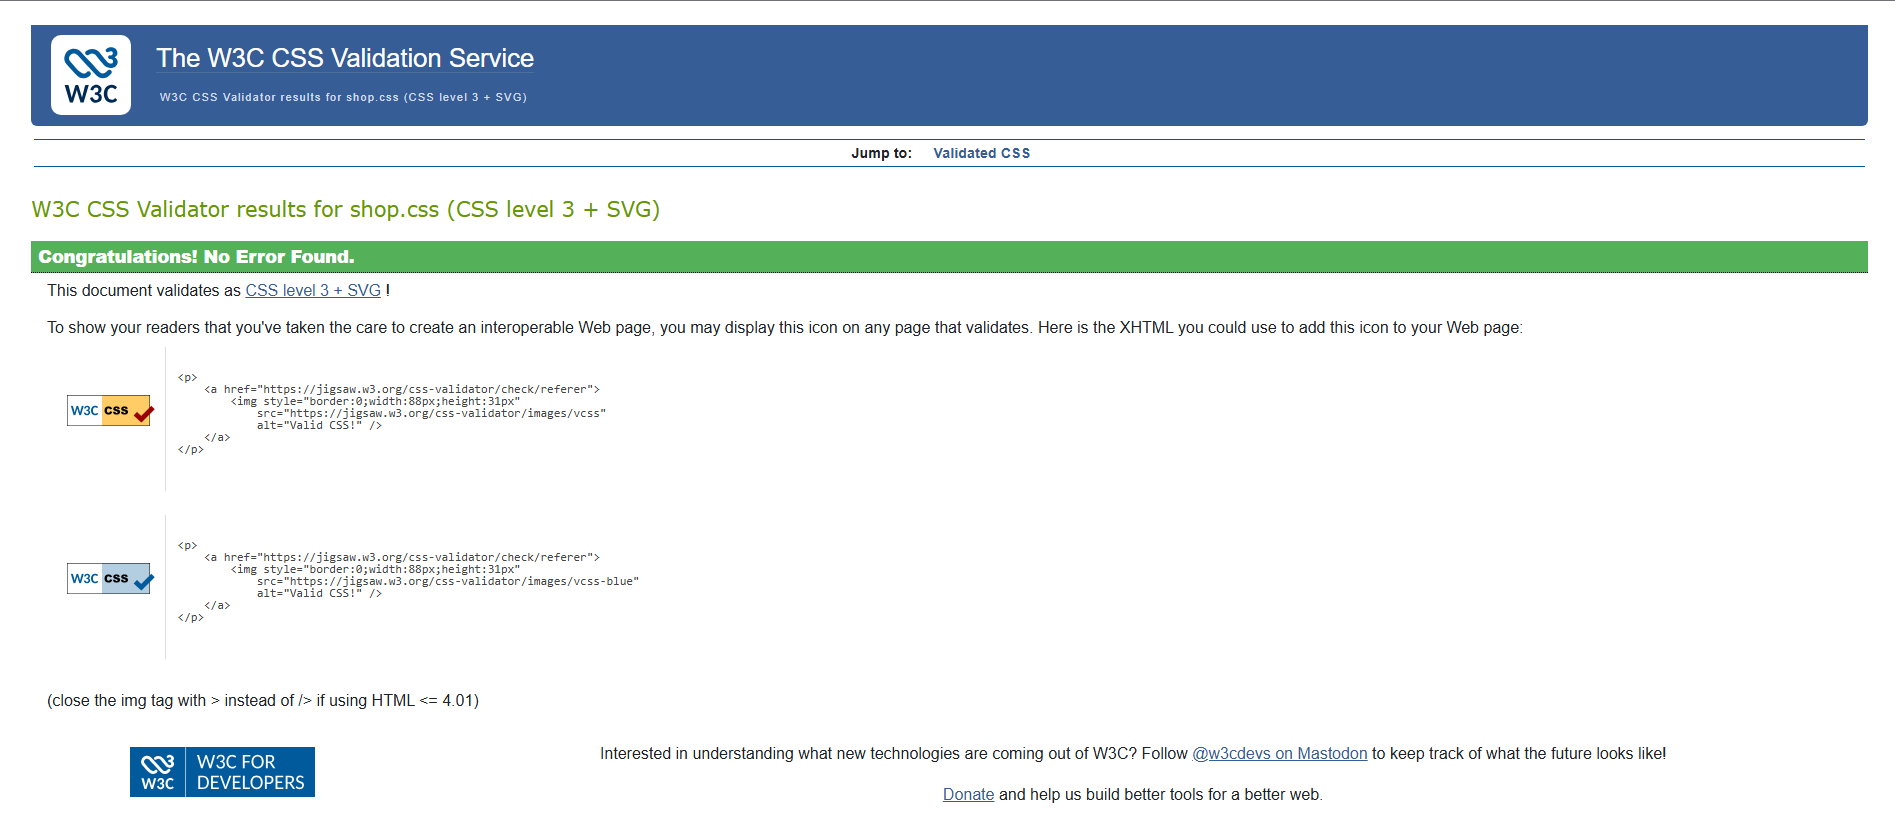 W3C
The W3C CSS Validation Service
W3C CSS Validator results for shop.css (CSS level 3 + SVG)
Jump to: Validated CSS
W3C CSS Validator results for shop.css (CSS level 3 + SVG)
Congratulations! No Error Found.
This document validates as CSS level 3 + SVG !
To show your readers that you've taken the care to create an interoperable Web page, you may display this icon on any page that validates. Here is the XHTML you could use to add this icon to your Web page:
W3C CSS
<p>
    <a href="https://jigsaw.w3.org/css-validator/check/referer">
        <img style="border:0;width:88px;height:31px"
            src="https://jigsaw.w3.org/css-validator/images/vcss"
            alt="Valid CSS!" />
    </a>
</p>
W3C CSS
<p>
    <a href="https://jigsaw.w3.org/css-validator/check/referer">
        <img style="border:0;width:88px;height:31px"
            src="https://jigsaw.w3.org/css-validator/images/vcss-blue"
            alt="Valid CSS!" />
    </a>
</p>
(close the img tag with > instead of /> if using HTML <= 4.01)
W3C
W3C FOR
DEVELOPERS
Interested in understanding what new technologies are coming out of W3C? Follow @w3cdevs on Mastodon to keep track of what the future looks like!
Donate and help us build better tools for a better web.